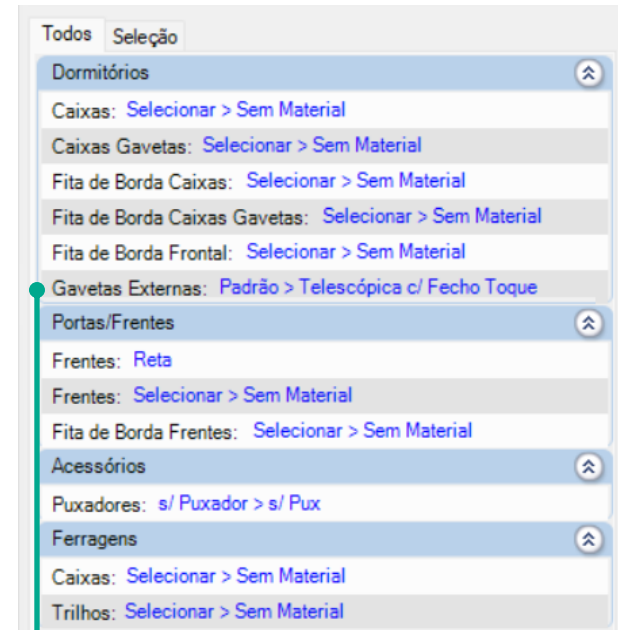 Todos Seleção
Dormitórios
Caixas: Selecionar > Sem Material
Caixas Gavetas: Selecionar > Sem Material
Fita de Borda Caixas: Selecionar > Sem Material
Fita de Borda Caixas Gavetas: Selecionar > Sem Material
Fita de Borda Frontal: Selecionar > Sem Material
Gavetas Externas: Padrão > Telescópica c/ Fecho Toque
Portas/Frentes
Frentes: Reta
Frentes: Selecionar > Sem Material
Fita de Borda Frentes: Selecionar > Sem Material
Acessórios
Puxadores: s/ Puxador > s/ Pux
Ferragens
Caixas: Selecionar > Sem Material
Trilhos: Selecionar > Sem Material